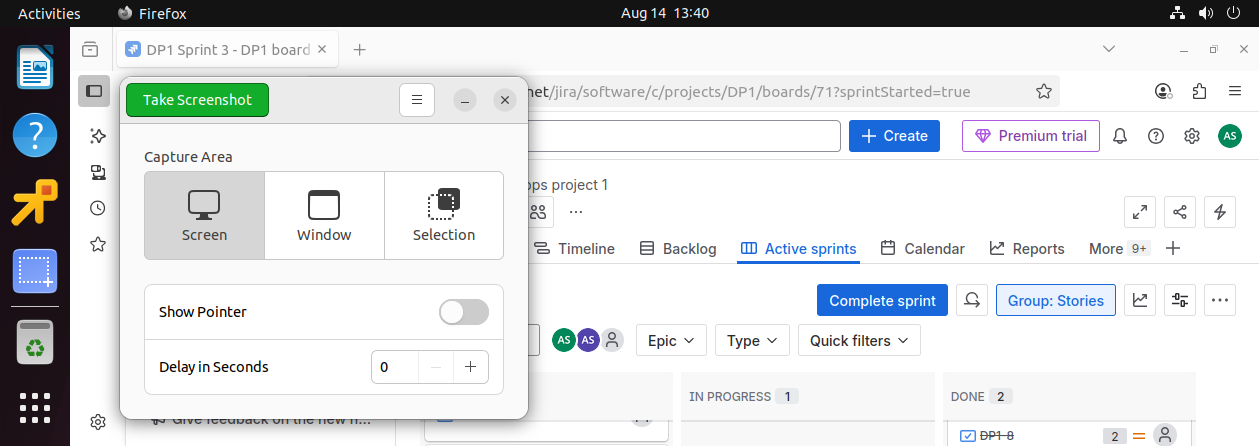 Activities
Firefox
Aug 14 13:40
DP1 Sprint 3 - DP1 board
net/jira/software/c/projects/DP1/boards/71?sprintStarted=true
Take Screenshot
Create
Premium trial
AS
Capture Area
Screen
Window
Selection
ops project 1
Timeline
Backlog
Active sprints
Calendar
Reports
More 9+
Show Pointer
Complete sprint
Group: Stories
AS AS
Epic
Type
Quick filters
Delay in Seconds
0
IN PROGRESS 1
DONE 2
Give feedback on the new
DP1-8
2